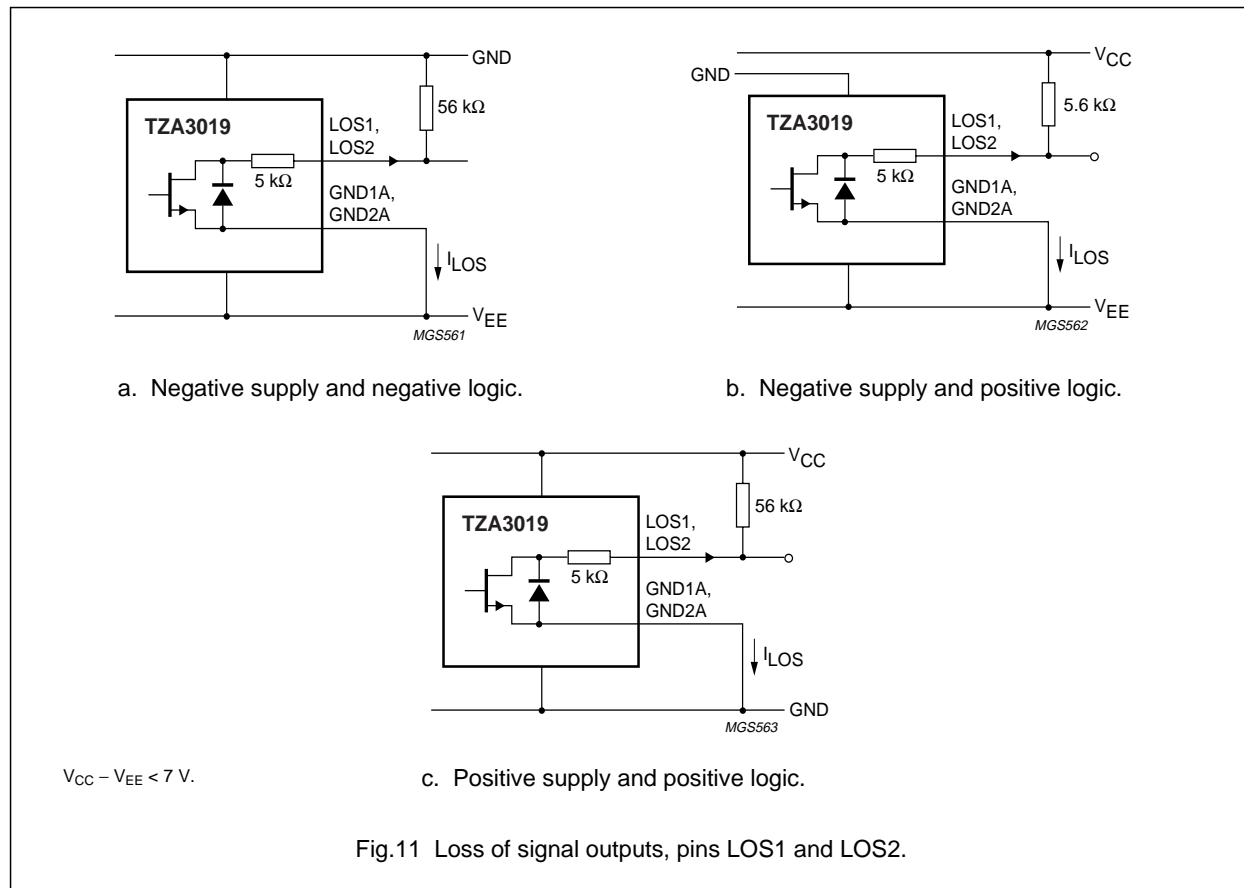 GND
56 kΩ
TZA3019
LOS1,
LOS2
5 kΩ
GND1A,
GND2A
I_LOS
V_EE
MGS561
a. Negative supply and negative logic.
V_CC
GND
5.6 kΩ
TZA3019
LOS1,
LOS2
5 kΩ
GND1A,
GND2A
I_LOS
V_EE
MGS562
b. Negative supply and positive logic.
V_CC
56 kΩ
TZA3019
LOS1,
LOS2
5 kΩ
GND1A,
GND2A
I_LOS
GND
MGS563
V_CC − V_EE < 7 V.
c. Positive supply and positive logic.
Fig.11 Loss of signal outputs, pins LOS1 and LOS2.